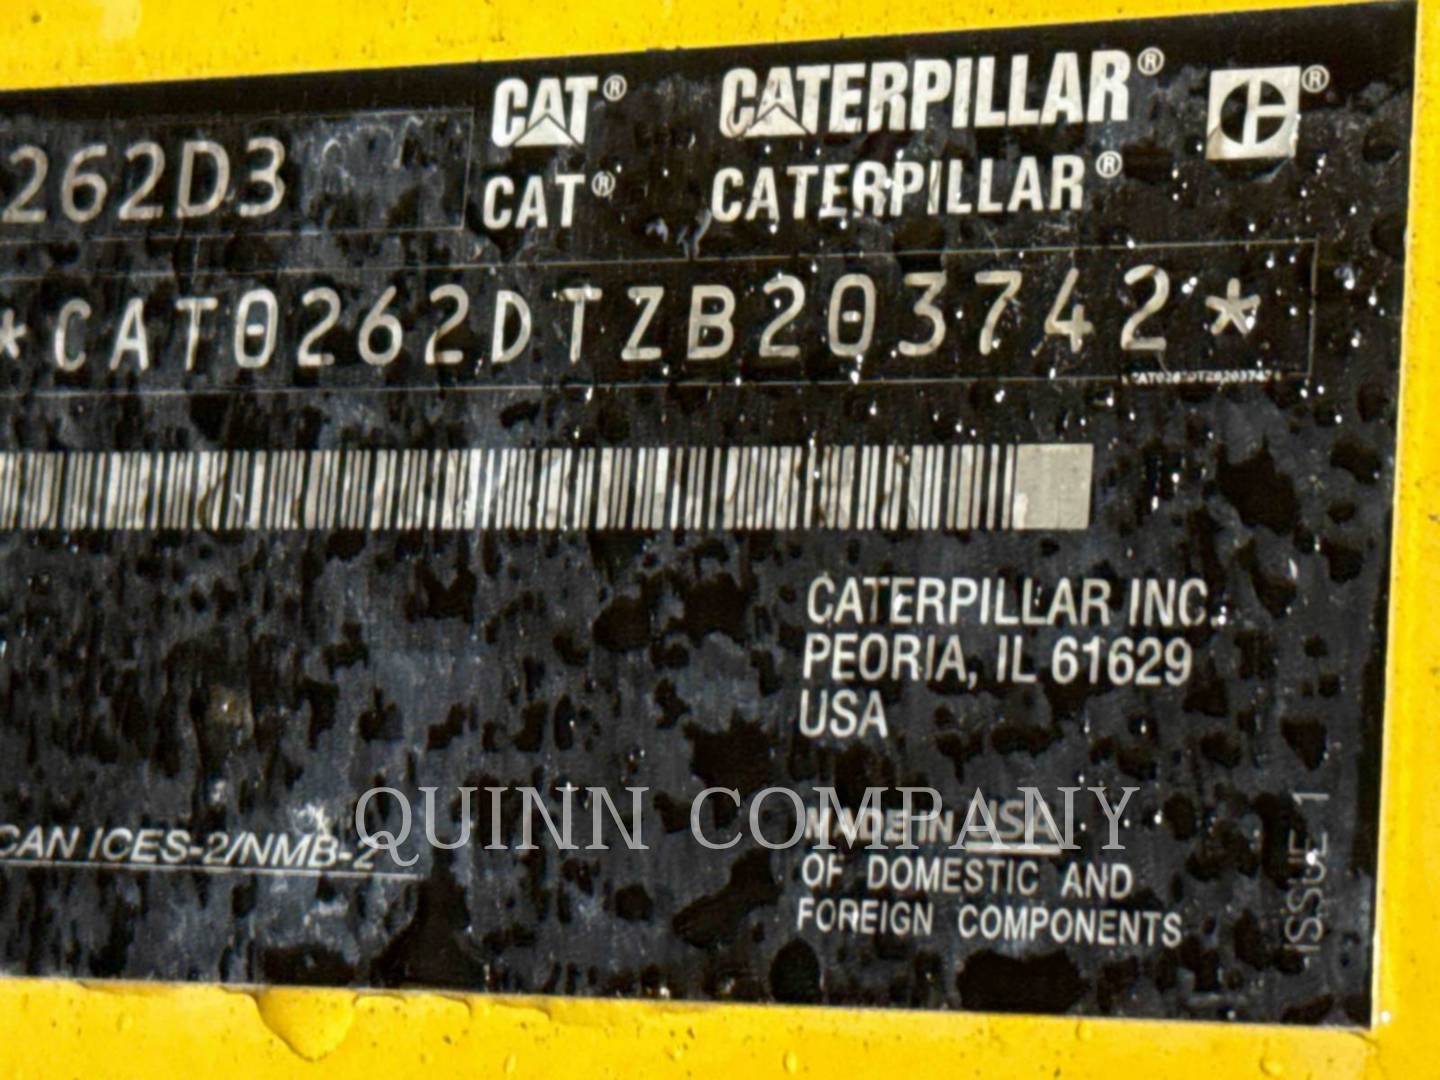 CAT® CATERPILLAR® ®
262D3 CAT® CATERPILLAR®
*CAT0262DTZB203742*
CATERPILLAR INC.
PEORIA, IL 61629
USA
QUINN COMPANY
MADE IN USA
CAN ICES-2/NMB-2
OF DOMESTIC AND
FOREIGN COMPONENTS
ISSUE 1